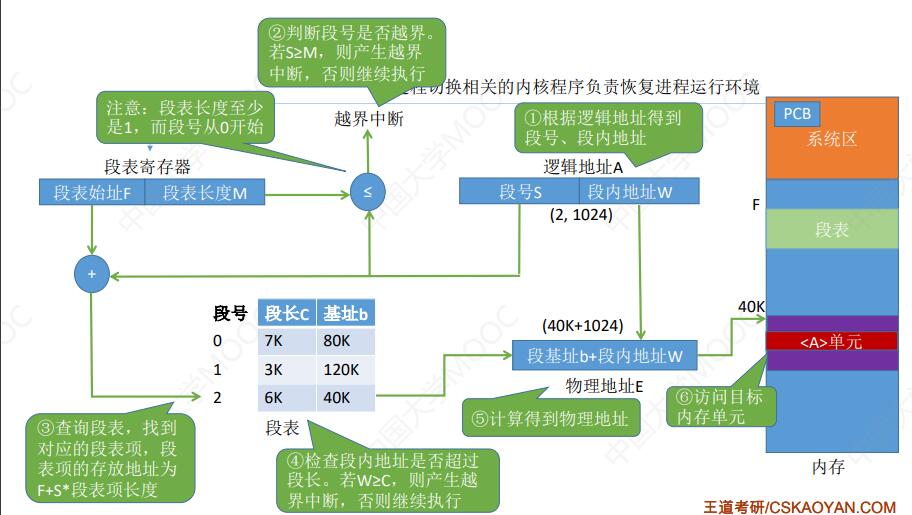 ②判断段号是否越界。
若S≥M，则产生越界
中断，否则继续执行
程切换相关的内核程序负责恢复进程运行环境
注意：段表长度至少
是1，而段号从0开始
越界中断
①根据逻辑地址得到
段号、段内地址
PCB
系统区
段表寄存器
逻辑地址A
段表始址F
段表长度M
≤
段号S
段内地址W
(2, 1024)
F
段表
+
段号
段长C
基址b
0
7K
80K
1
3K
120K
2
6K
40K
段表
(40K+1024)
段基址b+段内地址W
物理地址E
40K
<A>单元
③查询段表，找到
对应的段表项，段
表项的存放地址为
F+S*段表项长度
④检查段内地址是否超过
段长。若W≥C，则产生越
界中断，否则继续执行
⑤计算得到物理地址
⑥访问目标
内存单元
内存
中国大学MOOC
王道考研/CSKAOYAN.COM